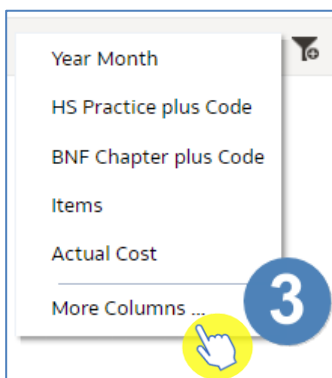 Year Month
HS Practice plus Code
BNF Chapter plus Code
Items
Actual Cost
More Columns ...
3